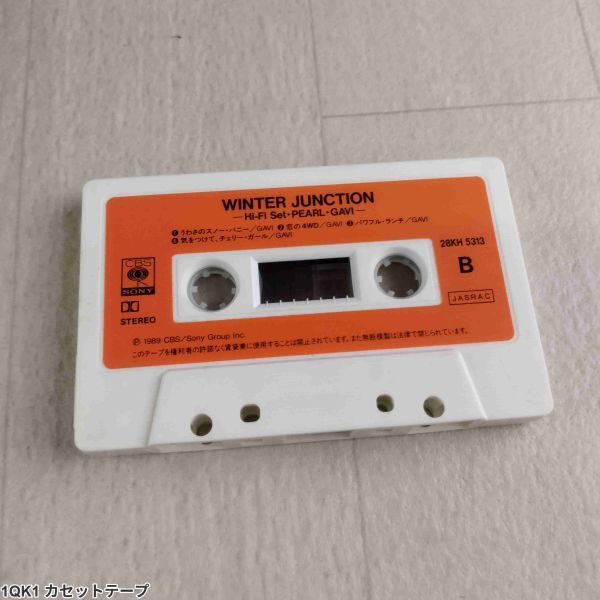 WINTER JUNCTION
—Hi-Fi Set・PEARL・GAVI—
❶うわさのスノー・バニー/GAVI ❷恋の4WD/GAVI ❸パワフル・ランチ/GAVI
❹気をつけて、チェリー・ガール/GAVI
28KH 5313
B
CBS
SONY
STEREO
JASRAC
Ⓟ 1989 CBS/Sony Group Inc.
このテープを権利者の許諾なく賃貸業に使用することは禁止されています。また無断複製は法律で禁じられています。
1QK1 カセットテープ